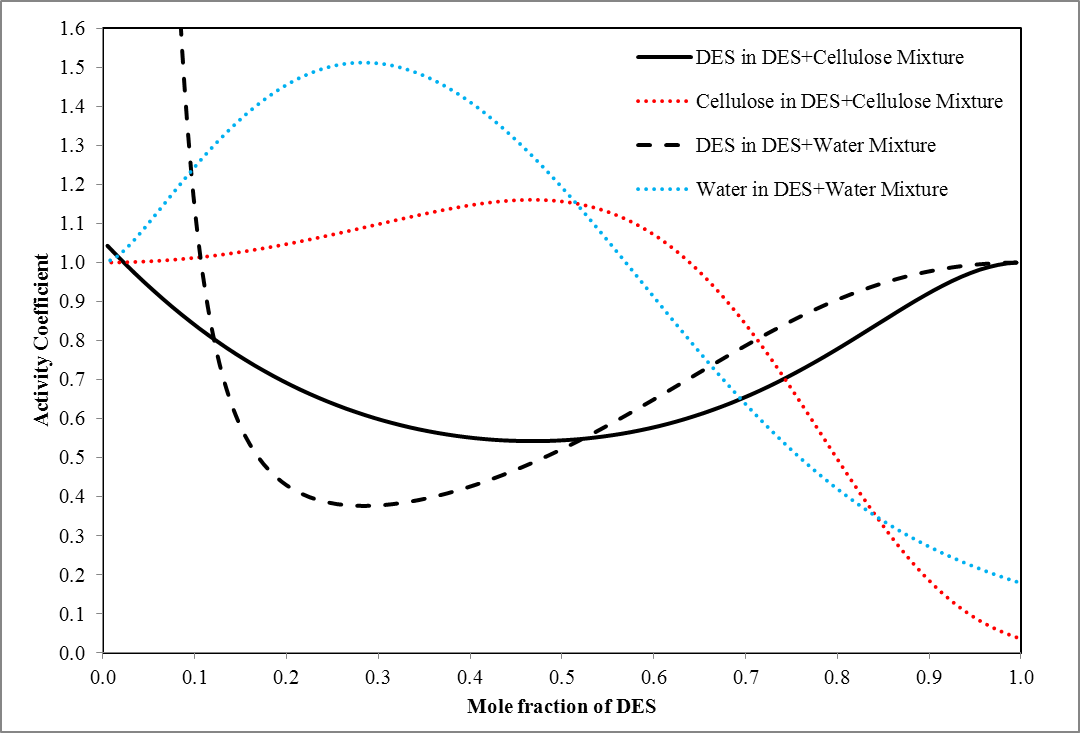 1.6
1.5
1.4
1.3
1.2
1.1
1.0
0.9
0.8
0.7
0.6
0.5
0.4
0.3
0.2
0.1
0.0
Activity Coefficient
DES in DES+Cellulose Mixture
Cellulose in DES+Cellulose Mixture
DES in DES+Water Mixture
Water in DES+Water Mixture
0.0 0.1 0.2 0.3 0.4 0.5 0.6 0.7 0.8 0.9 1.0
Mole fraction of DES